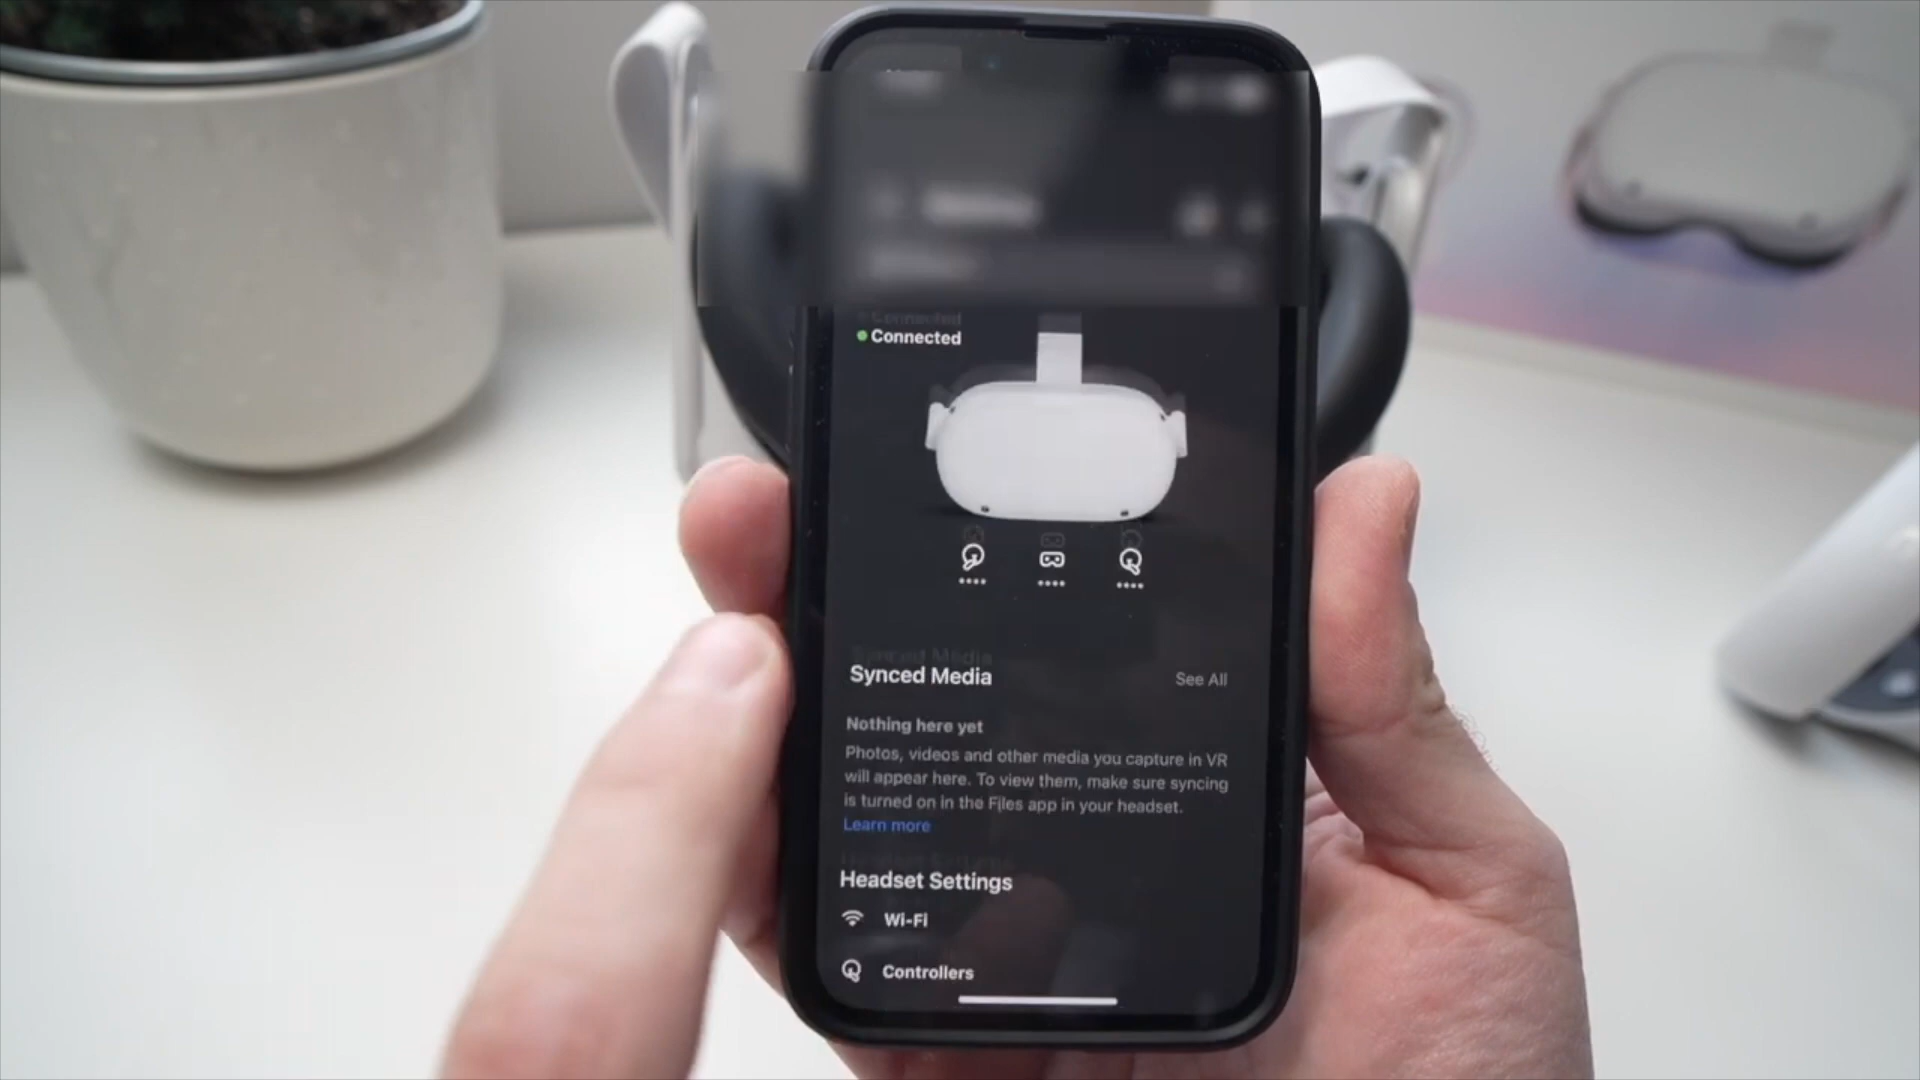 Connected
Synced Media
See All
Nothing here yet
Photos, videos and other media you capture in VR
will appear here. To view them, make sure syncing
is turned on in the Files app in your headset.
Learn more
Headset Settings
Wi-Fi
Controllers